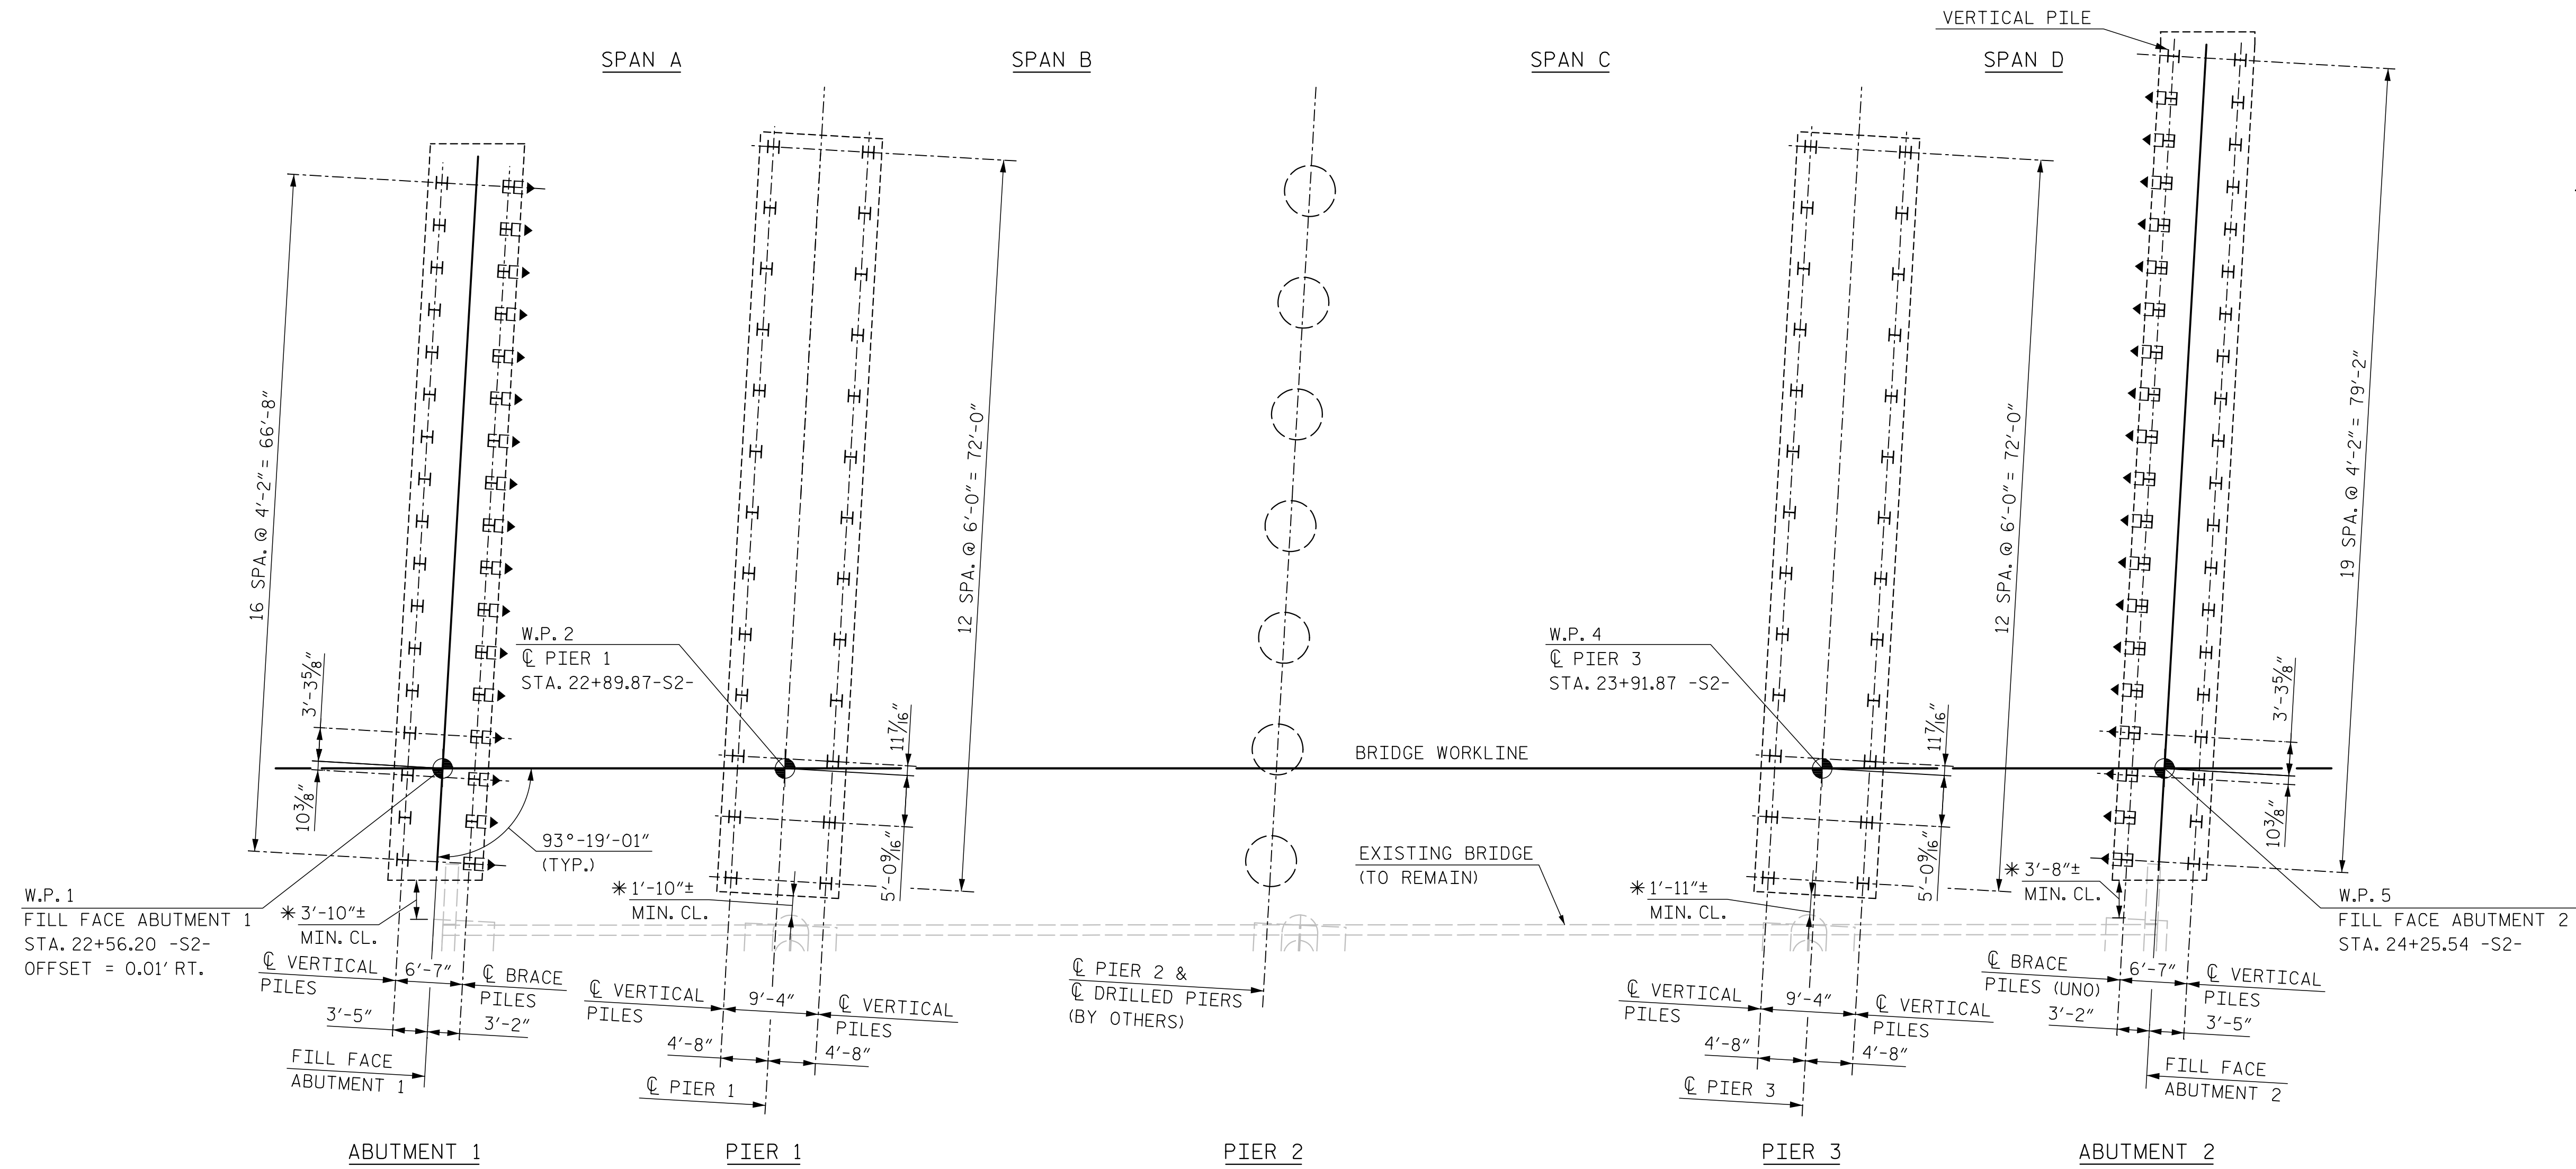 VERTICAL PILE
SPAN A
SPAN B
SPAN C
SPAN D
16 SPA. @ 4'-2" = 66'-8"
12 SPA. @ 6'-0" = 72'-0"
12 SPA. @ 6'-0" = 72'-0"
19 SPA. @ 4'-2" = 79'-2"
3'-3⅝"
10⅜"
W.P. 2
℄ PIER 1
STA. 22+89.87-S2-
11 7/16"
5'-0 9/16"
W.P. 4
℄ PIER 3
STA. 23+91.87 -S2-
11 7/16"
5'-0 9/16"
3'-3⅝"
10⅜"
BRIDGE WORKLINE
93°-19'-01"
(TYP.)
EXISTING BRIDGE
(TO REMAIN)
W.P. 1
FILL FACE ABUTMENT 1
STA. 22+56.20 -S2-
OFFSET = 0.01' RT.
* 3'-10"±
MIN. CL.
* 1'-10"±
MIN. CL.
* 1'-11"±
MIN. CL.
* 3'-8"±
MIN. CL.
W.P. 5
FILL FACE ABUTMENT 2
STA. 24+25.54 -S2-
℄ VERTICAL
PILES
6'-7"
℄ BRACE
PILES
3'-5"
3'-2"
FILL FACE
ABUTMENT 1
℄ VERTICAL
PILES
9'-4"
℄ VERTICAL
PILES
4'-8"
4'-8"
℄ PIER 1
℄ PIER 2 &
℄ DRILLED PIERS
(BY OTHERS)
℄ VERTICAL
PILES
9'-4"
℄ VERTICAL
PILES
4'-8"
4'-8"
℄ PIER 3
℄ BRACE
PILES (UNO)
6'-7"
℄ VERTICAL
PILES
3'-2"
3'-5"
FILL FACE
ABUTMENT 2
ABUTMENT 1
PIER 1
PIER 2
PIER 3
ABUTMENT 2